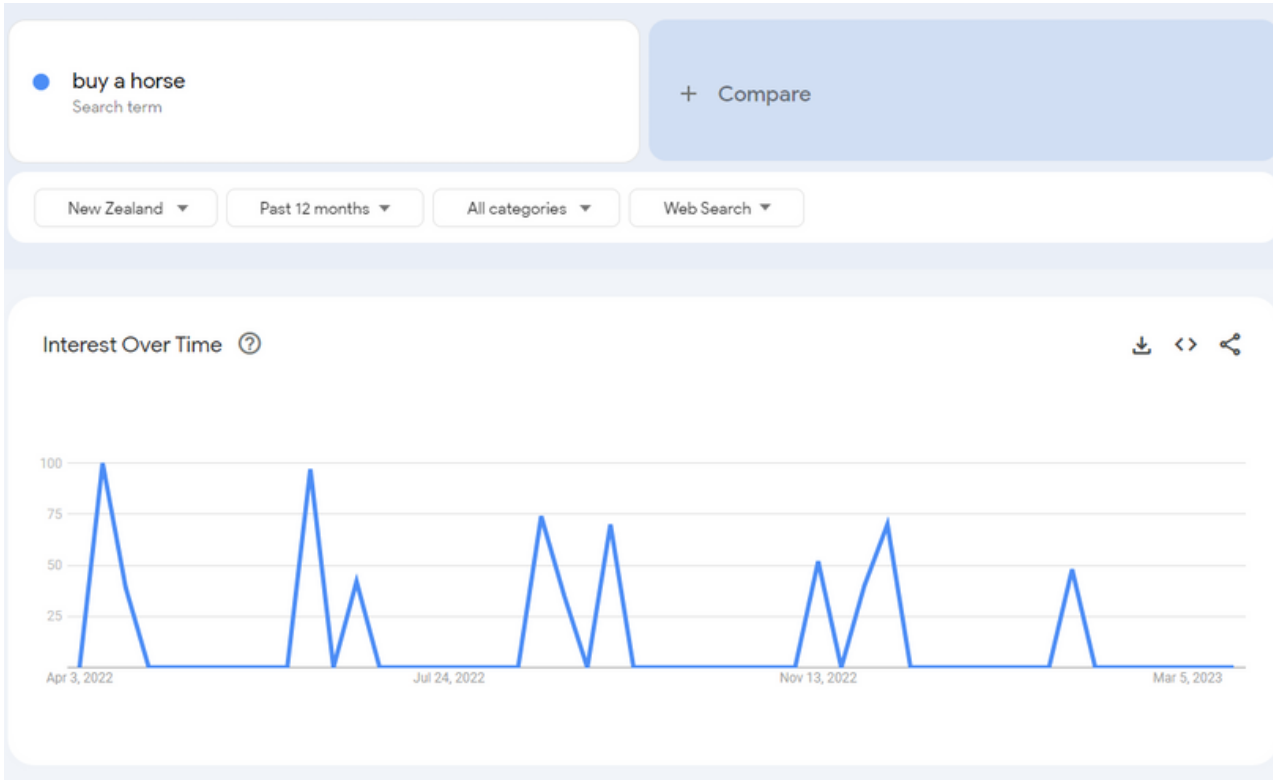 buy a horse
Search term
+ Compare
New Zealand
Past 12 months
All categories
Web Search
Interest Over Time
100
75
50
25
Apr 3, 2022
Jul 24, 2022
Nov 13, 2022
Mar 5, 2023